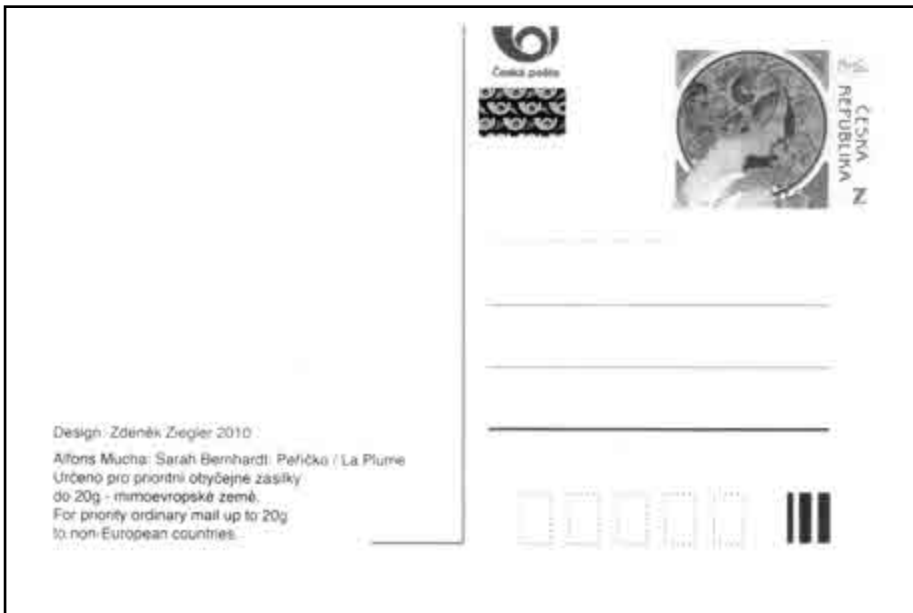 Česká pošta
ČESKÁ
REPUBLIKA
N
Design: Zdeněk Ziegler 2010
Alfons Mucha: Sarah Bernhardt: Peříčko / La Plume
Určeno pro prioritní obyčejné zásilky
do 20g - mimoevropské země.
For priority ordinary mail up to 20g
to non-European countries.